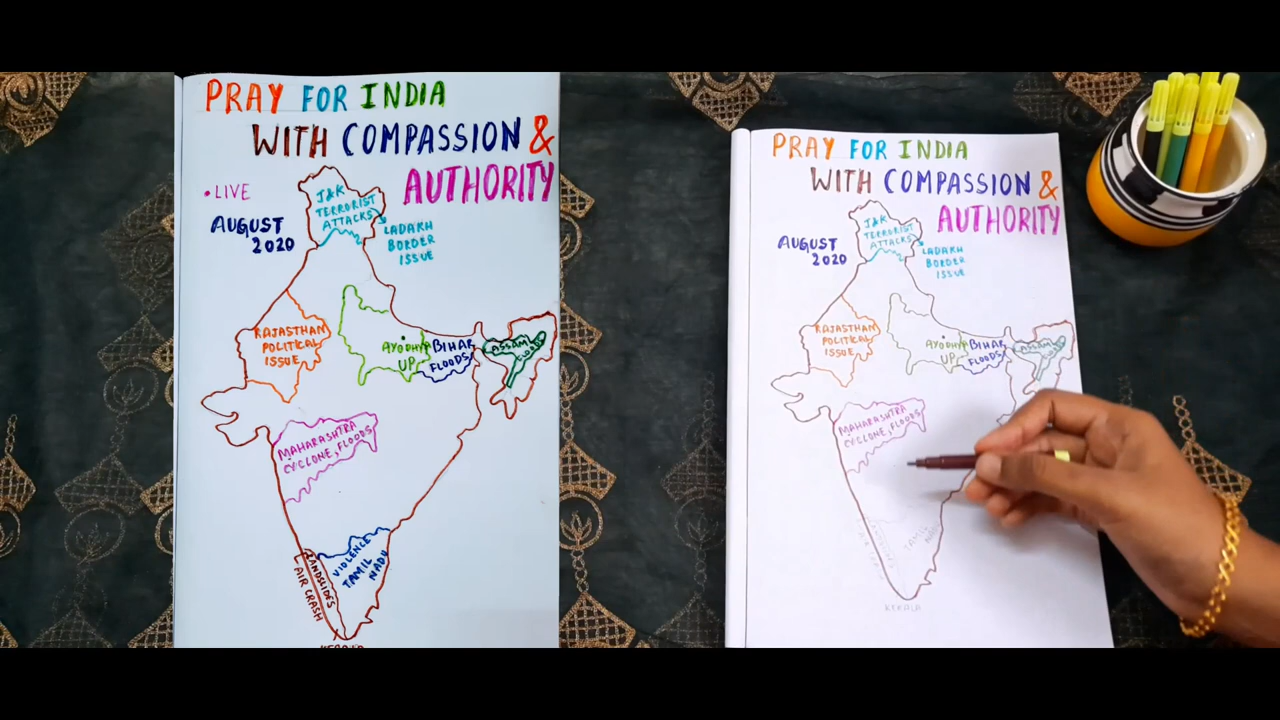 PRAY FOR INDIA
WITH COMPASSION &
AUTHORITY
• LIVE
AUGUST
2020
J&K
TERRORIST
ATTACKS
LADAKH
BORDER
ISSUE
RAJASTHAN
POLITICAL
ISSUE
AYODHYA
UP
BIHAR
FLOODS
ASSAM
FLOODS
MAHARASHTRA
CYCLONE, FLOODS
VIOLENCE
TAMIL
NADU
LANDSLIDES
AIR CRASH
KERALA
PRAY FOR INDIA
WITH COMPASSION &
AUTHORITY
AUGUST
2020
J&K
TERRORIST
ATTACKS
LADAKH
BORDER
ISSUE
RAJASTHAN
POLITICAL
ISSUE
AYODHYA
UP
BIHAR
FLOODS
ASSAM
MAHARASHTRA
CYCLONE, FLOODS
TAMIL
NADU
KERALA